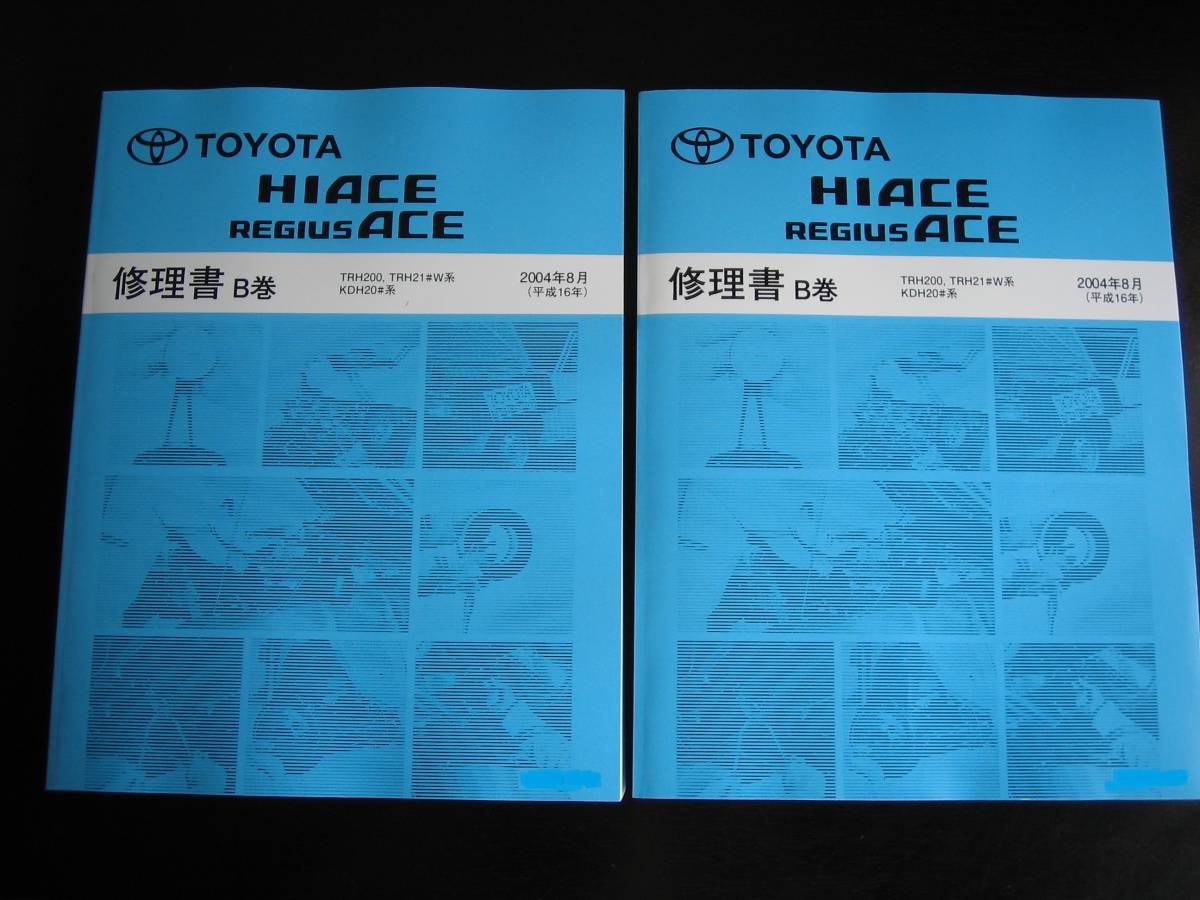 TOYOTA
HIACE
REGIUS ACE
修理書 B巻
TRH200, TRH21#W系
KDH20#系
2004年8月
(平成16年)
TOYOTA
HIACE
REGIUS ACE
修理書 B巻
TRH200, TRH21#W系
KDH20#系
2004年8月
(平成16年)